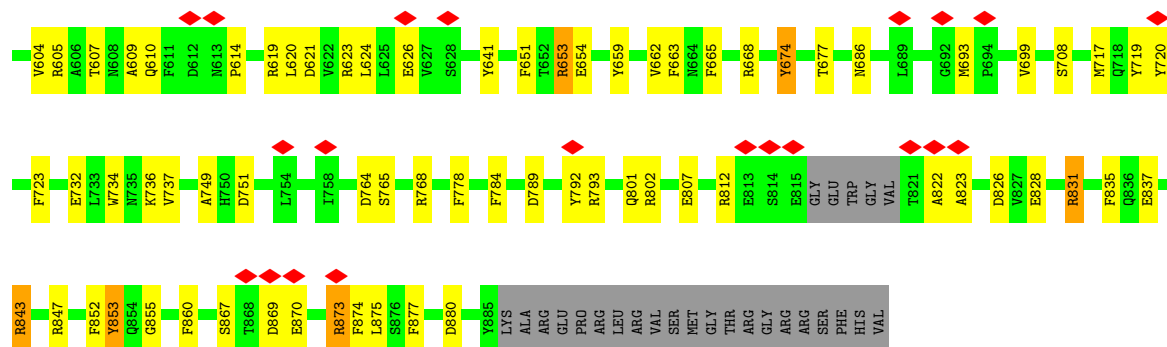 V604 R605 A606 T607 N608 A609 Q610 F611 D612 N613 P614 R619 L620 D621 V622 R623 L624 L625 E626 V627 S628 Y641 F651 T652 R653 E654 Y659 V662 F663 N664 F665 R668 Y674 T677 N686 L689 G692 M693 P694 V699 S708 M717 Q718 Y719 Y720
F723 E732 L733 W734 N735 K736 V737 A749 H750 D751 L754 I758 D764 S765 R768 F778 F784 D789 Y792 R793 Q801 R802 E807 R812 E813 S814 E815 GLY GLU TRP GLY VAL T821 A822 A823 D826 V827 E828 R831 F835 Q836 E837
R843 R847 F852 Y853 Q854 G855 F860 S867 T868 D869 E870 R873 F874 L875 S876 F877 D880 Y885 LYS ALA ARG GLU PRO ARG LEU ARG VAL SER MET GLY THR ARG GLY ARG ARG SER PHE HIS VAL